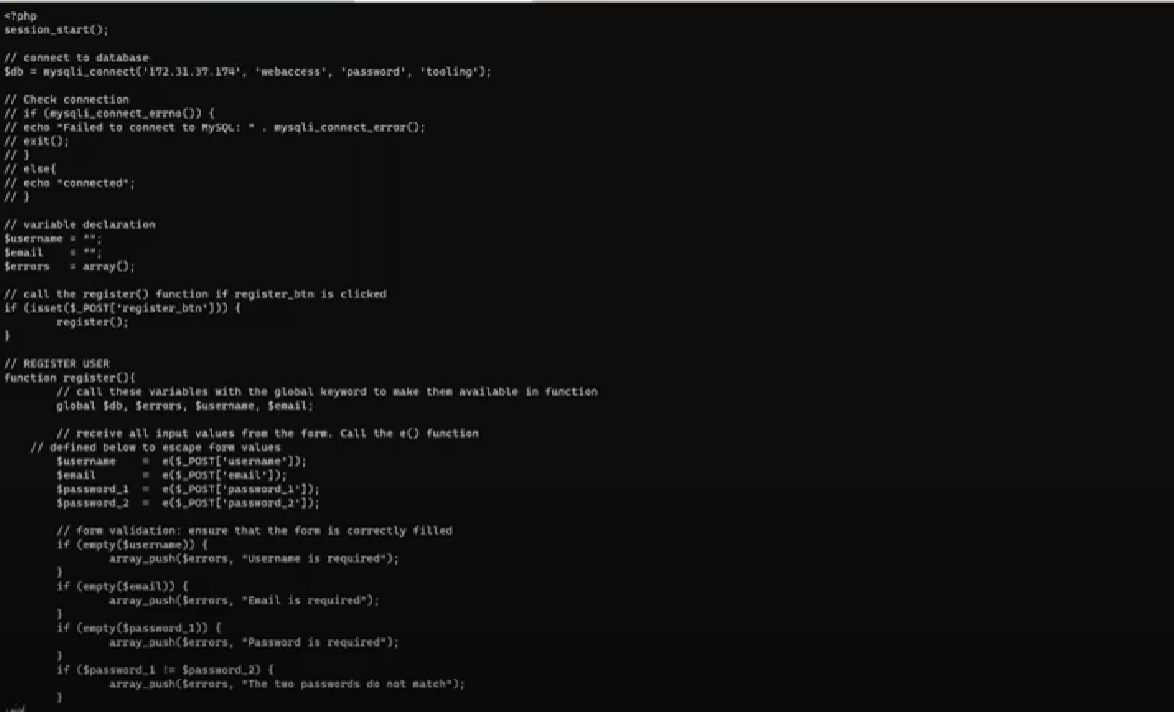 <?php
session_start();

// connect to database
$db = mysqli_connect('172.31.37.174', 'webaccess', 'password', 'tooling');

// Check connection
// if (mysqli_connect_errno()) {
// echo "Failed to connect to MySQL: " . mysqli_connect_error();
// exit();
// }
// else{
// echo "connected";
// }

// variable declaration
$username = "";
$email    = "";
$errors   = array();

// call the register() function if register_btn is clicked
if (isset($_POST['register_btn'])) {
        register();
}

// REGISTER USER
function register(){
        // call these variables with the global keyword to make them available in function
        global $db, $errors, $username, $email;

        // receive all input values from the form. Call the e() function
    // defined below to escape form values
        $username    =  e($_POST['username']);
        $email       =  e($_POST['email']);
        $password_1  =  e($_POST['password_1']);
        $password_2  =  e($_POST['password_2']);

        // form validation: ensure that the form is correctly filled
        if (empty($username)) {
                array_push($errors, "Username is required");
        }
        if (empty($email)) {
                array_push($errors, "Email is required");
        }
        if (empty($password_1)) {
                array_push($errors, "Password is required");
        }
        if ($password_1 != $password_2) {
                array_push($errors, "The two passwords do not match");
        }